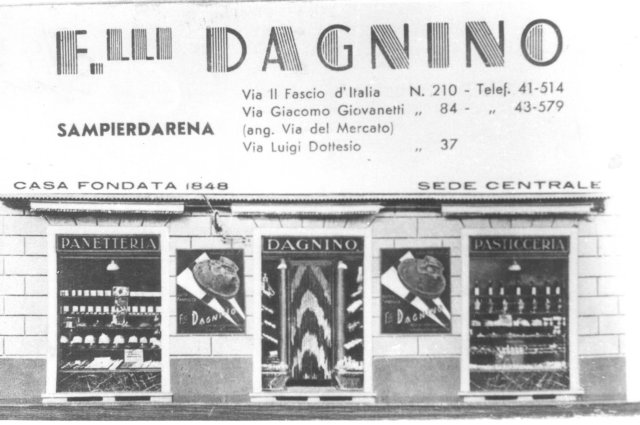 F.LLI DAGNINO
Via Il Fascio d'Italia N. 210 - Telef. 41-514
Via Giacomo Giovanetti „ 84 - „ 43-579
SAMPIERDARENA
(ang. Via del Mercato)
Via Luigi Dottesio „ 37
CASA FONDATA 1848
SEDE CENTRALE
PANETTERIA
DAGNINO
PASTICCERIA
F.LLI DAGNINO
F.LLI DAGNINO